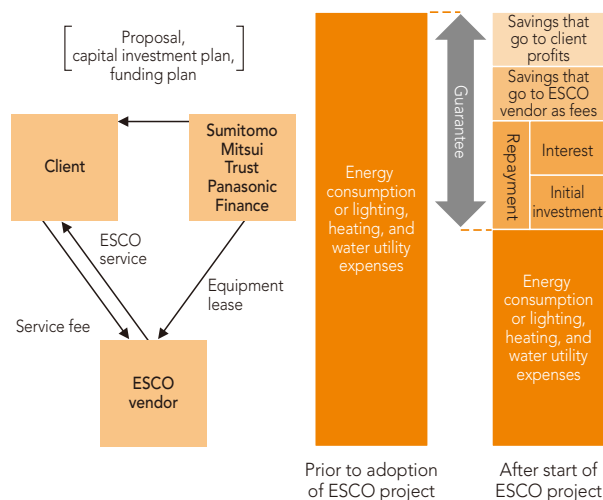 Proposal,
capital investment plan,
funding plan
Client
Sumitomo
Mitsui
Trust
Panasonic
Finance
ESCO
service
Service fee
Equipment
lease
ESCO
vendor
Energy
consumption
or lighting,
heating, and
water utility
expenses
Prior to adoption
of ESCO project
Guarantee
Savings that
go to client
profits
Savings that
go to ESCO
vendor as fees
Repayment
Interest
Initial
investment
Energy
consumption
or lighting,
heating, and
water utility
expenses
After start of
ESCO project